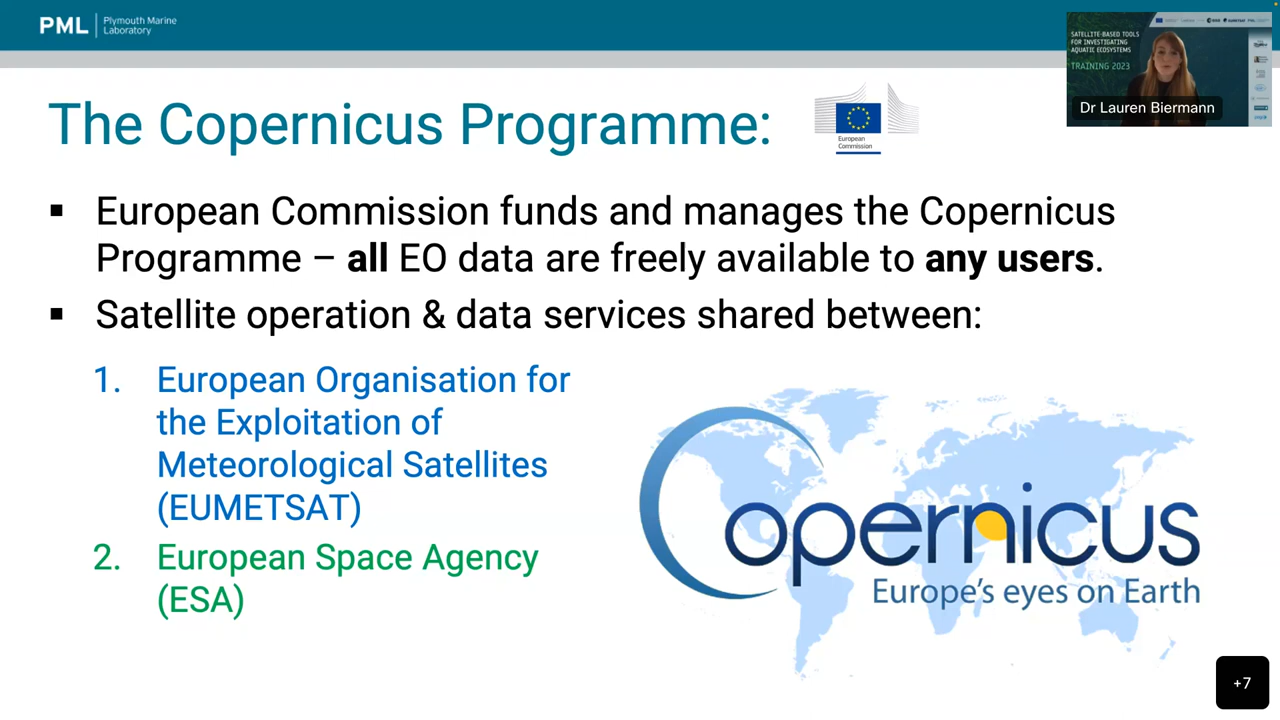 PML
Plymouth Marine
Laboratory
SATELLITE-BASED TOOLS
FOR INVESTIGATING
AQUATIC ECOSYSTEMS
TRAINING 2023
Dr Lauren Biermann
The Copernicus Programme:
European
Commission
▪ European Commission funds and manages the Copernicus
Programme – all EO data are freely available to any users.
▪ Satellite operation & data services shared between:
1. European Organisation for
the Exploitation of
Meteorological Satellites
(EUMETSAT)
2. European Space Agency
(ESA)
Copernicus
Europe's eyes on Earth
+7